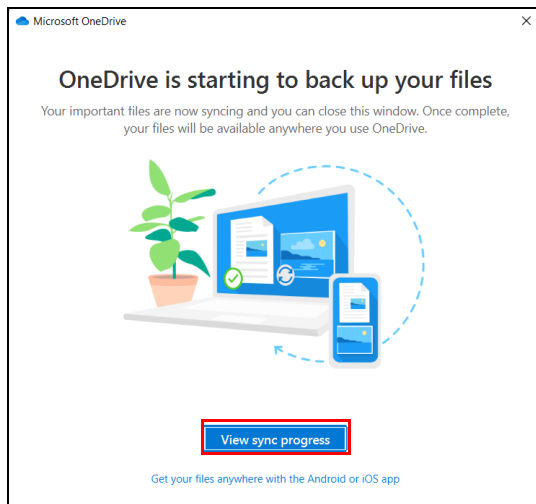 Microsoft OneDrive
OneDrive is starting to back up your files
Your important files are now syncing and you can close this window. Once complete,
your files will be available anywhere you use OneDrive.
View sync progress
Get your files anywhere with the Android or iOS app